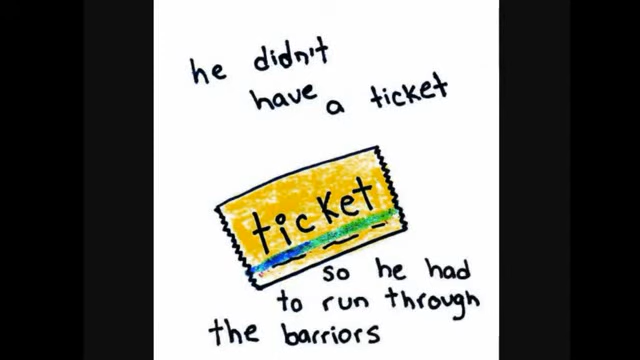 he didn't
have a ticket
ticket
so he had
to run through
the barriors